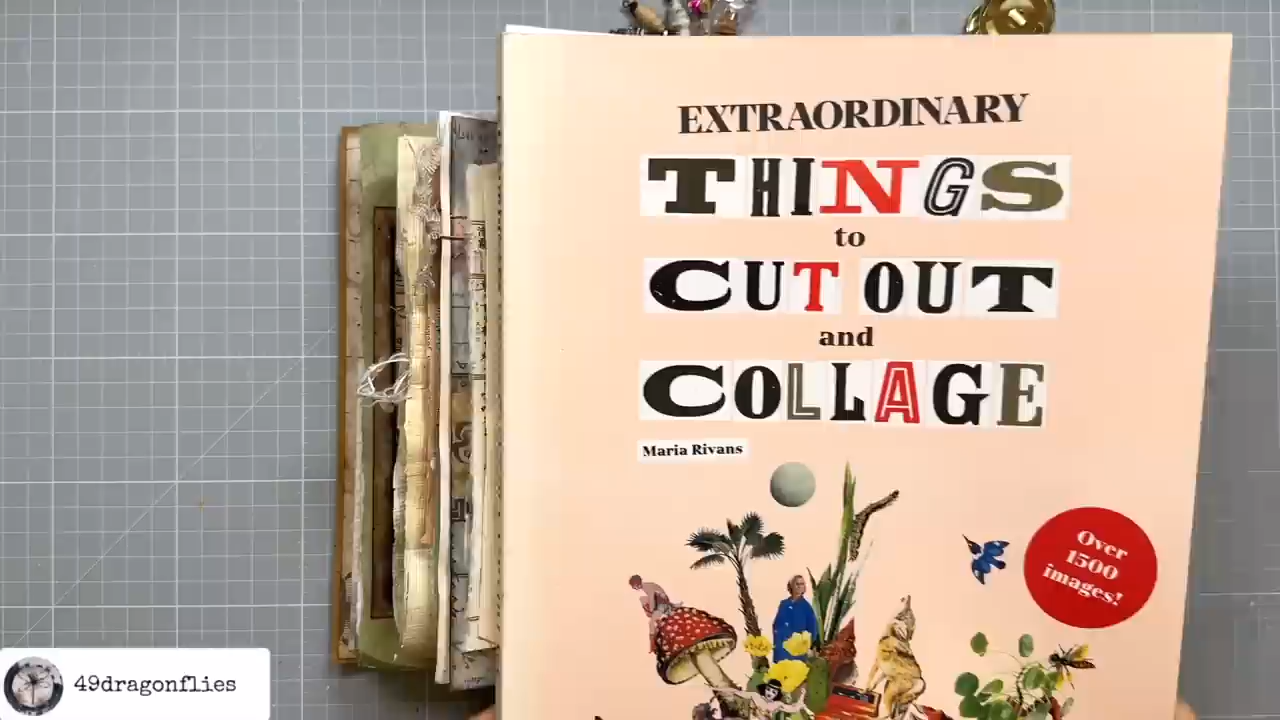 EXTRAORDINARY
THINGS
to
CUT OUT
and
COLLAGE
Maria Rivans
Over
1500
images!
49dragonflies